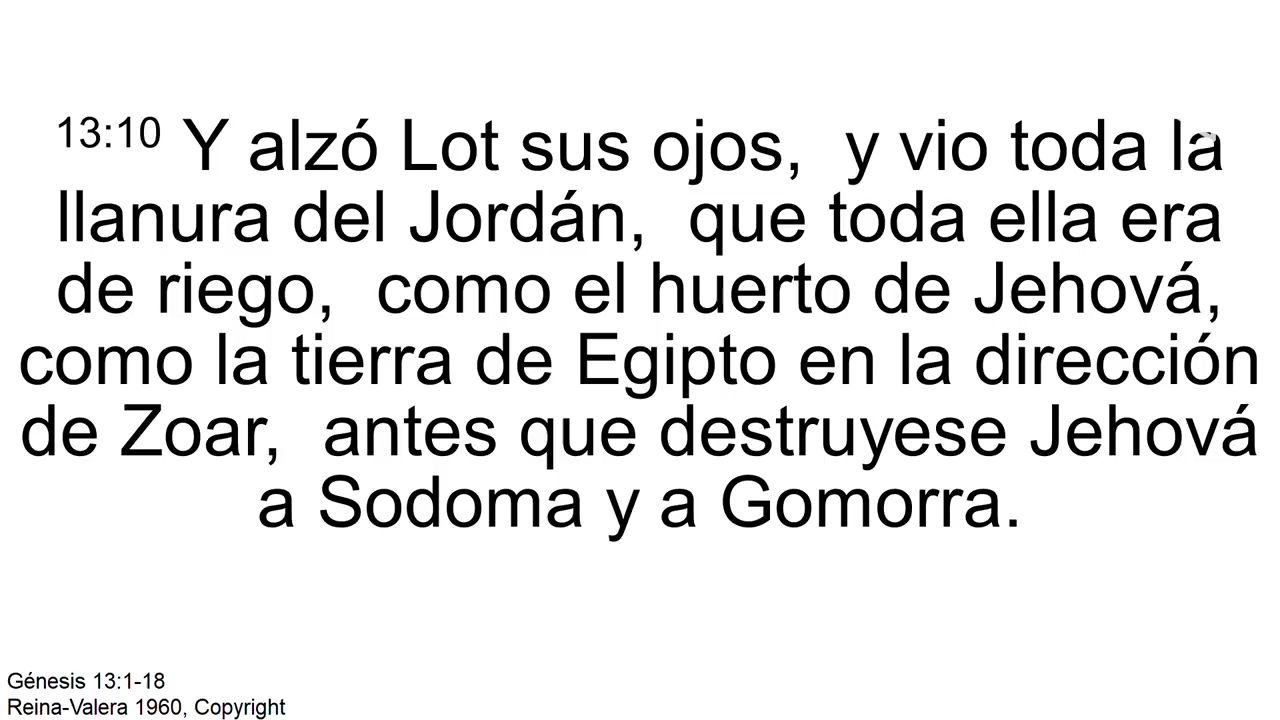 13:10 Y alzó Lot sus ojos, y vio toda la
llanura del Jordán, que toda ella era
de riego, como el huerto de Jehová,
como la tierra de Egipto en la dirección
de Zoar, antes que destruyese Jehová
a Sodoma y a Gomorra.
Génesis 13:1-18
Reina-Valera 1960, Copyright